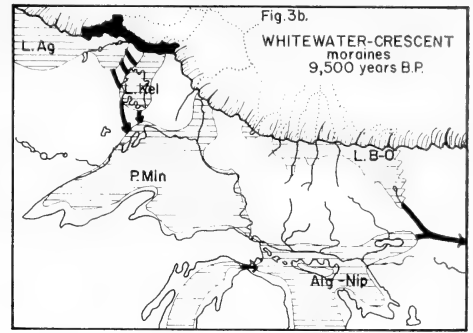 Fig.3b.
WHITEWATER-CRESCENT
moraines
9,500 years B.P.
L. Ag
L. Kel
L. B-O
P. Min
Alg-Nip